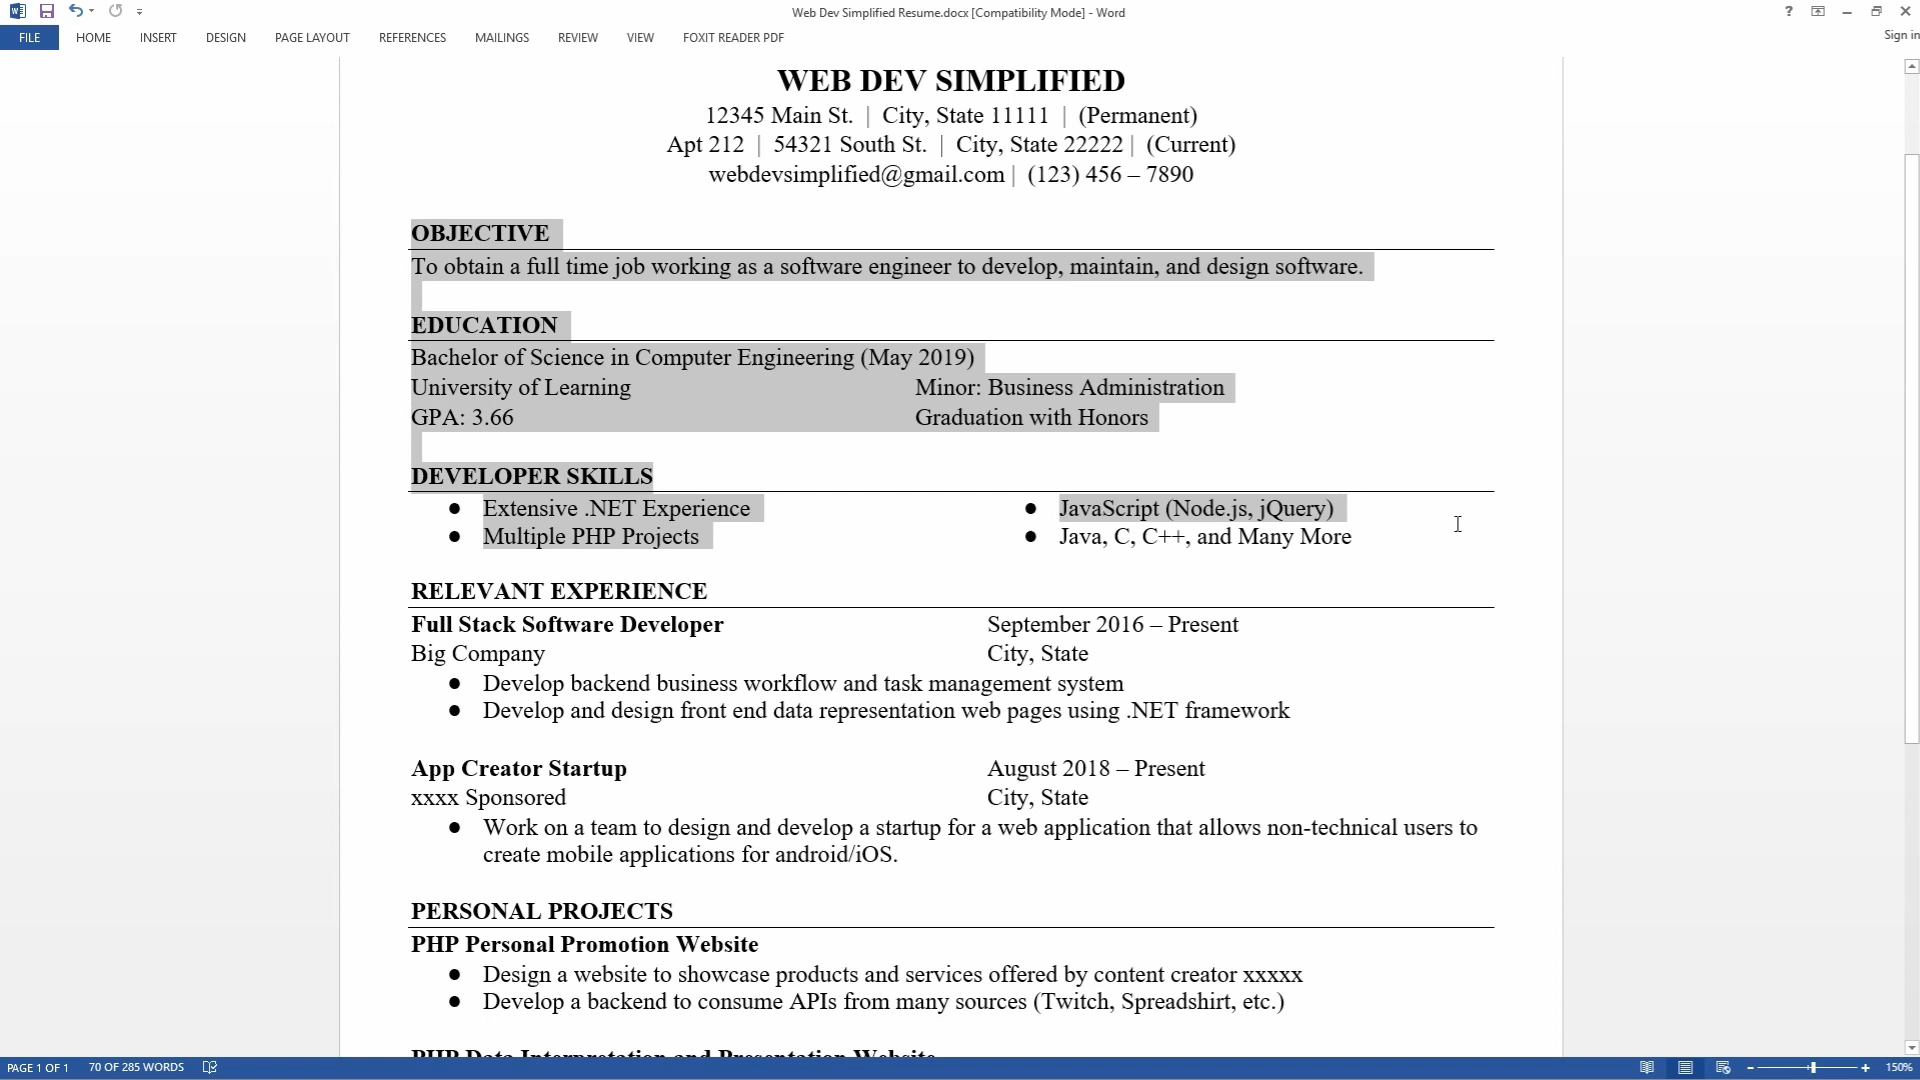 Web Dev Simplified Resume.docx [Compatibility Mode] - Word
?
FILE HOME INSERT DESIGN PAGE LAYOUT REFERENCES MAILINGS REVIEW VIEW FOXIT READER PDF Sign in
WEB DEV SIMPLIFIED
12345 Main St. | City, State 11111 | (Permanent)
Apt 212 | 54321 South St. | City, State 22222 | (Current)
webdevsimplified@gmail.com | (123) 456 – 7890
OBJECTIVE
To obtain a full time job working as a software engineer to develop, maintain, and design software.
EDUCATION
Bachelor of Science in Computer Engineering (May 2019)
University of Learning Minor: Business Administration
GPA: 3.66 Graduation with Honors
DEVELOPER SKILLS
● Extensive .NET Experience ● JavaScript (Node.js, jQuery)
● Multiple PHP Projects ● Java, C, C++, and Many More
RELEVANT EXPERIENCE
Full Stack Software Developer September 2016 – Present
Big Company City, State
● Develop backend business workflow and task management system
● Develop and design front end data representation web pages using .NET framework
App Creator Startup August 2018 – Present
xxxx Sponsored City, State
● Work on a team to design and develop a startup for a web application that allows non-technical users to
create mobile applications for android/iOS.
PERSONAL PROJECTS
PHP Personal Promotion Website
● Design a website to showcase products and services offered by content creator xxxxx
● Develop a backend to consume APIs from many sources (Twitch, Spreadshirt, etc.)
PHP Data Interpretation and Presentation Website
PAGE 1 OF 1 70 OF 285 WORDS 150%